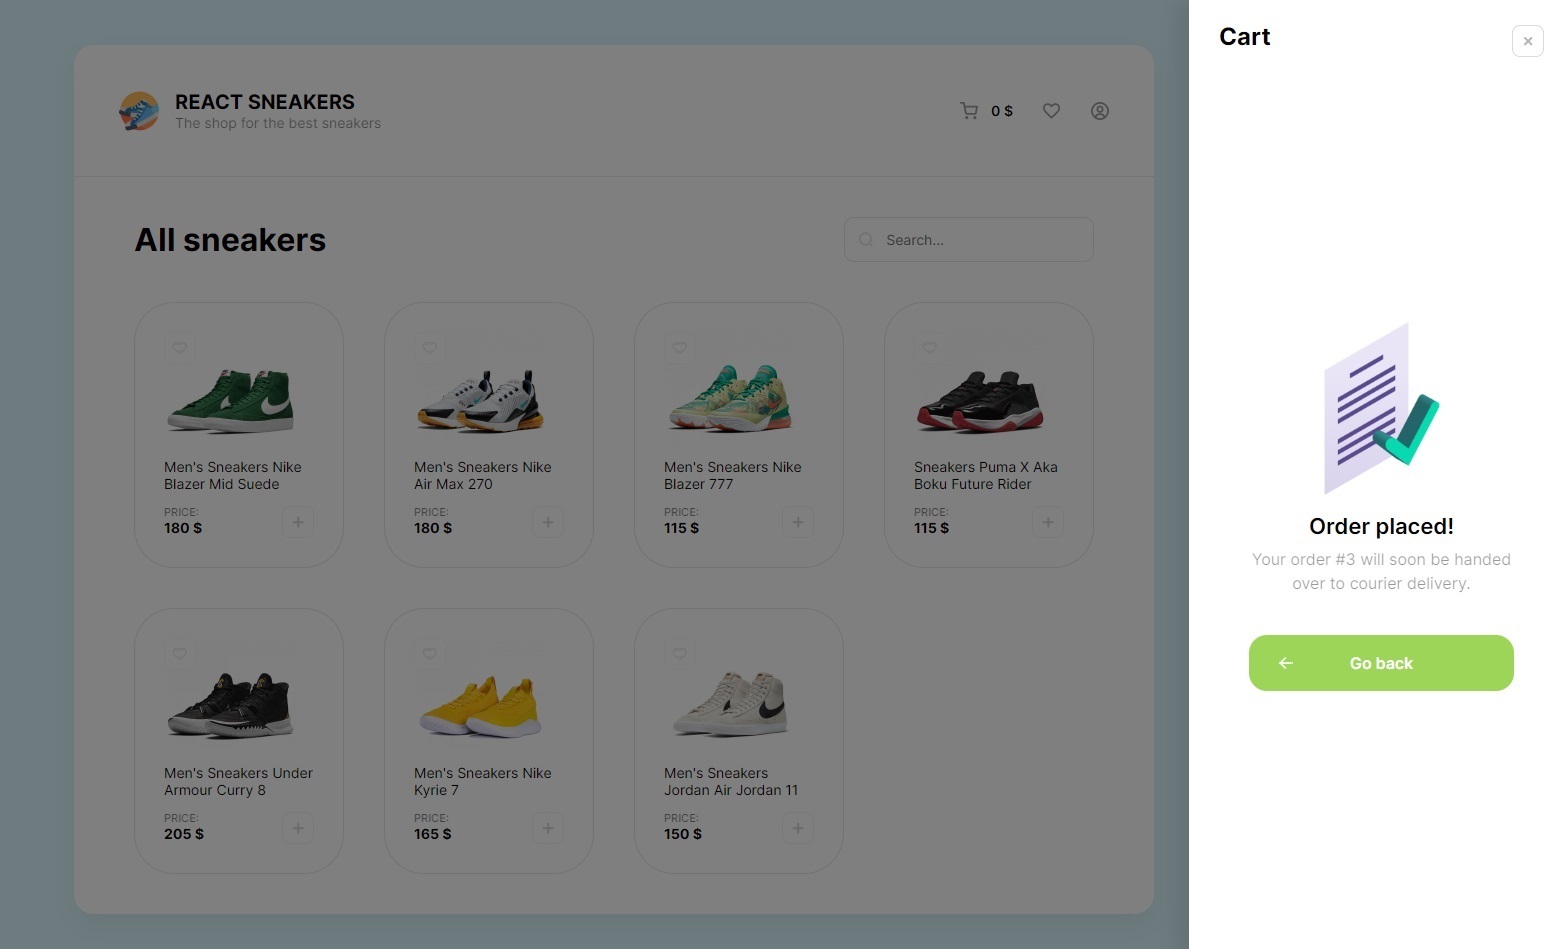 REACT SNEAKERS
The shop for the best sneakers
0 $
All sneakers
Search...
Men's Sneakers Nike
Blazer Mid Suede
PRICE:
180 $
Men's Sneakers Nike
Air Max 270
PRICE:
180 $
Men's Sneakers Nike
Blazer 777
PRICE:
115 $
Sneakers Puma X Aka
Boku Future Rider
PRICE:
115 $
Men's Sneakers Under
Armour Curry 8
PRICE:
205 $
Men's Sneakers Nike
Kyrie 7
PRICE:
165 $
Men's Sneakers
Jordan Air Jordan 11
PRICE:
150 $
Cart
Order placed!
Your order #3 will soon be handed
over to courier delivery.
Go back